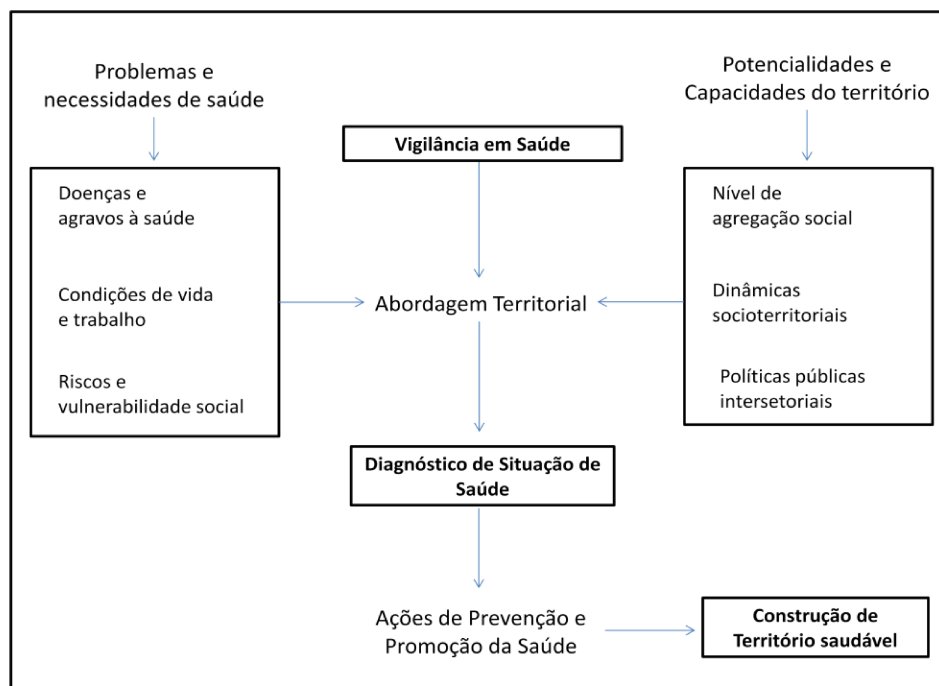 Problemas e
necessidades de saúde
Doenças e
agravos à saúde
Condições de vida
e trabalho
Riscos e
vulnerabilidade social
Vigilância em Saúde
Abordagem Territorial
Diagnóstico de Situação de
Saúde
Ações de Prevenção e
Promoção da Saúde
Potencialidades e
Capacidades do território
Nível de
agregação social
Dinâmicas
socioterritoriais
Políticas públicas
intersetoriais
Construção de
Território saudável